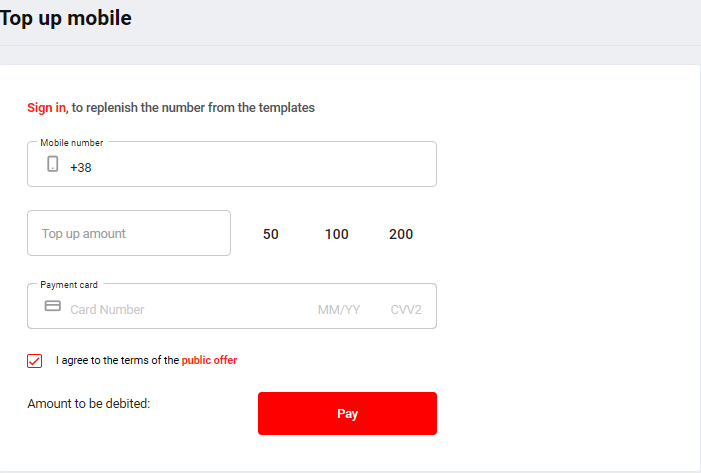 Top up mobile
Sign in, to replenish the number from the templates
Mobile number
+38
Top up amount 50 100 200
Payment card
Card Number MM/YY CVV2
I agree to the terms of the public offer
Amount to be debited: Pay